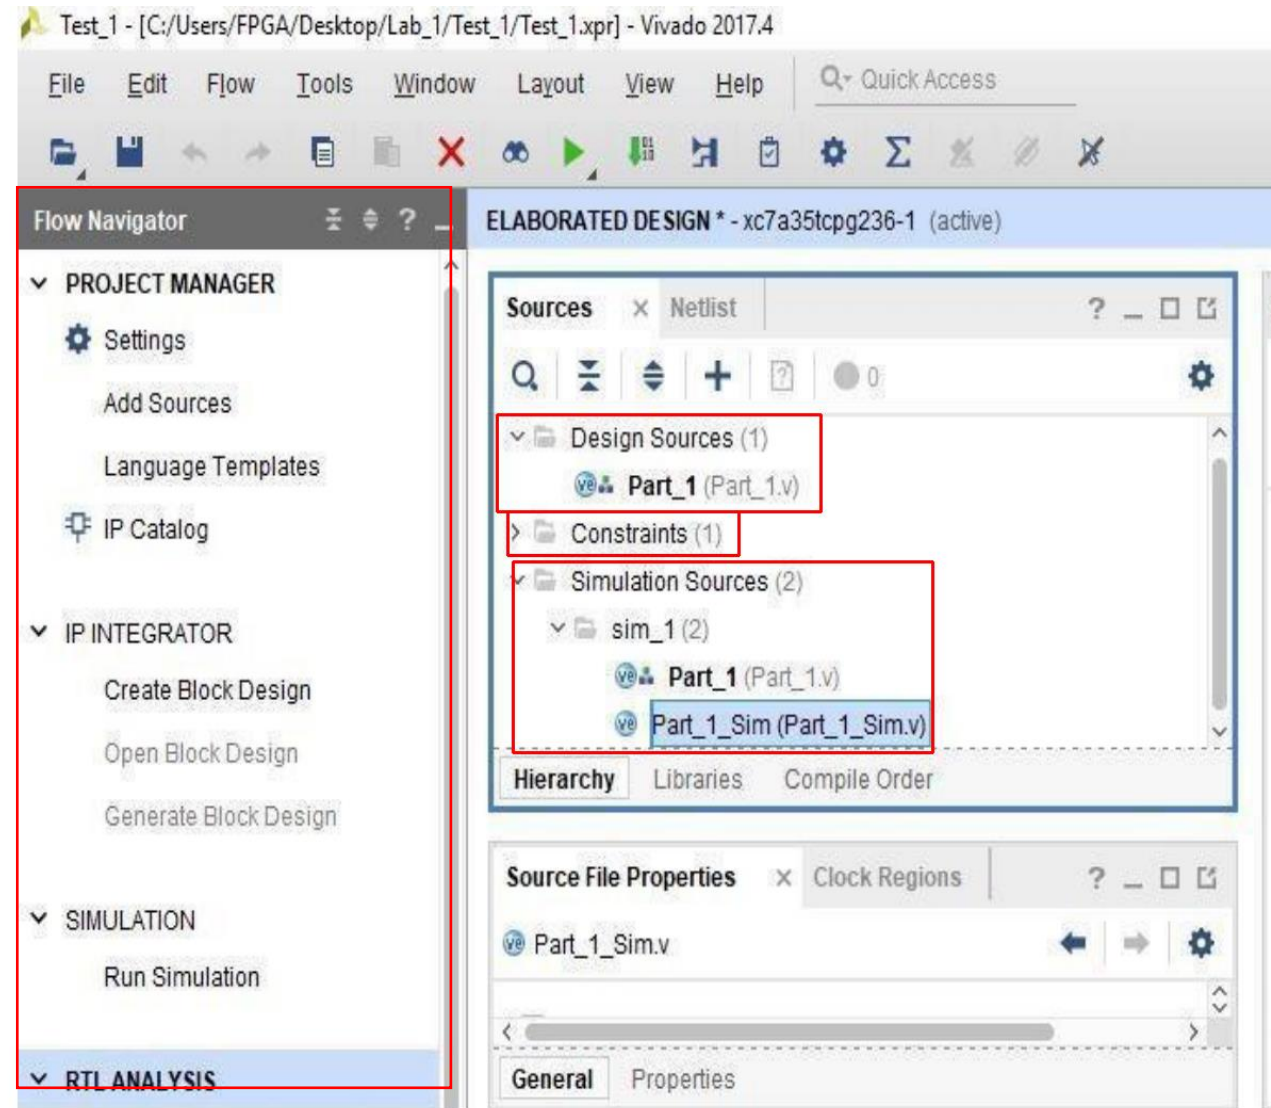 Test_1 - [C:/Users/FPGA/Desktop/Lab_1/Test_1/Test_1.xpr] - Vivado 2017.4
File Edit Flow Tools Window Layout View Help Quick Access
Flow Navigator
PROJECT MANAGER
Settings
Add Sources
Language Templates
IP Catalog
IP INTEGRATOR
Create Block Design
Open Block Design
Generate Block Design
SIMULATION
Run Simulation
RTL ANALYSIS
ELABORATED DESIGN * - xc7a35tcpg236-1 (active)
Sources Netlist
0
Design Sources (1)
Part_1 (Part_1.v)
Constraints (1)
Simulation Sources (2)
sim_1 (2)
Part_1 (Part_1.v)
Part_1_Sim (Part_1_Sim.v)
Hierarchy Libraries Compile Order
Source File Properties Clock Regions
Part_1_Sim.v
General Properties